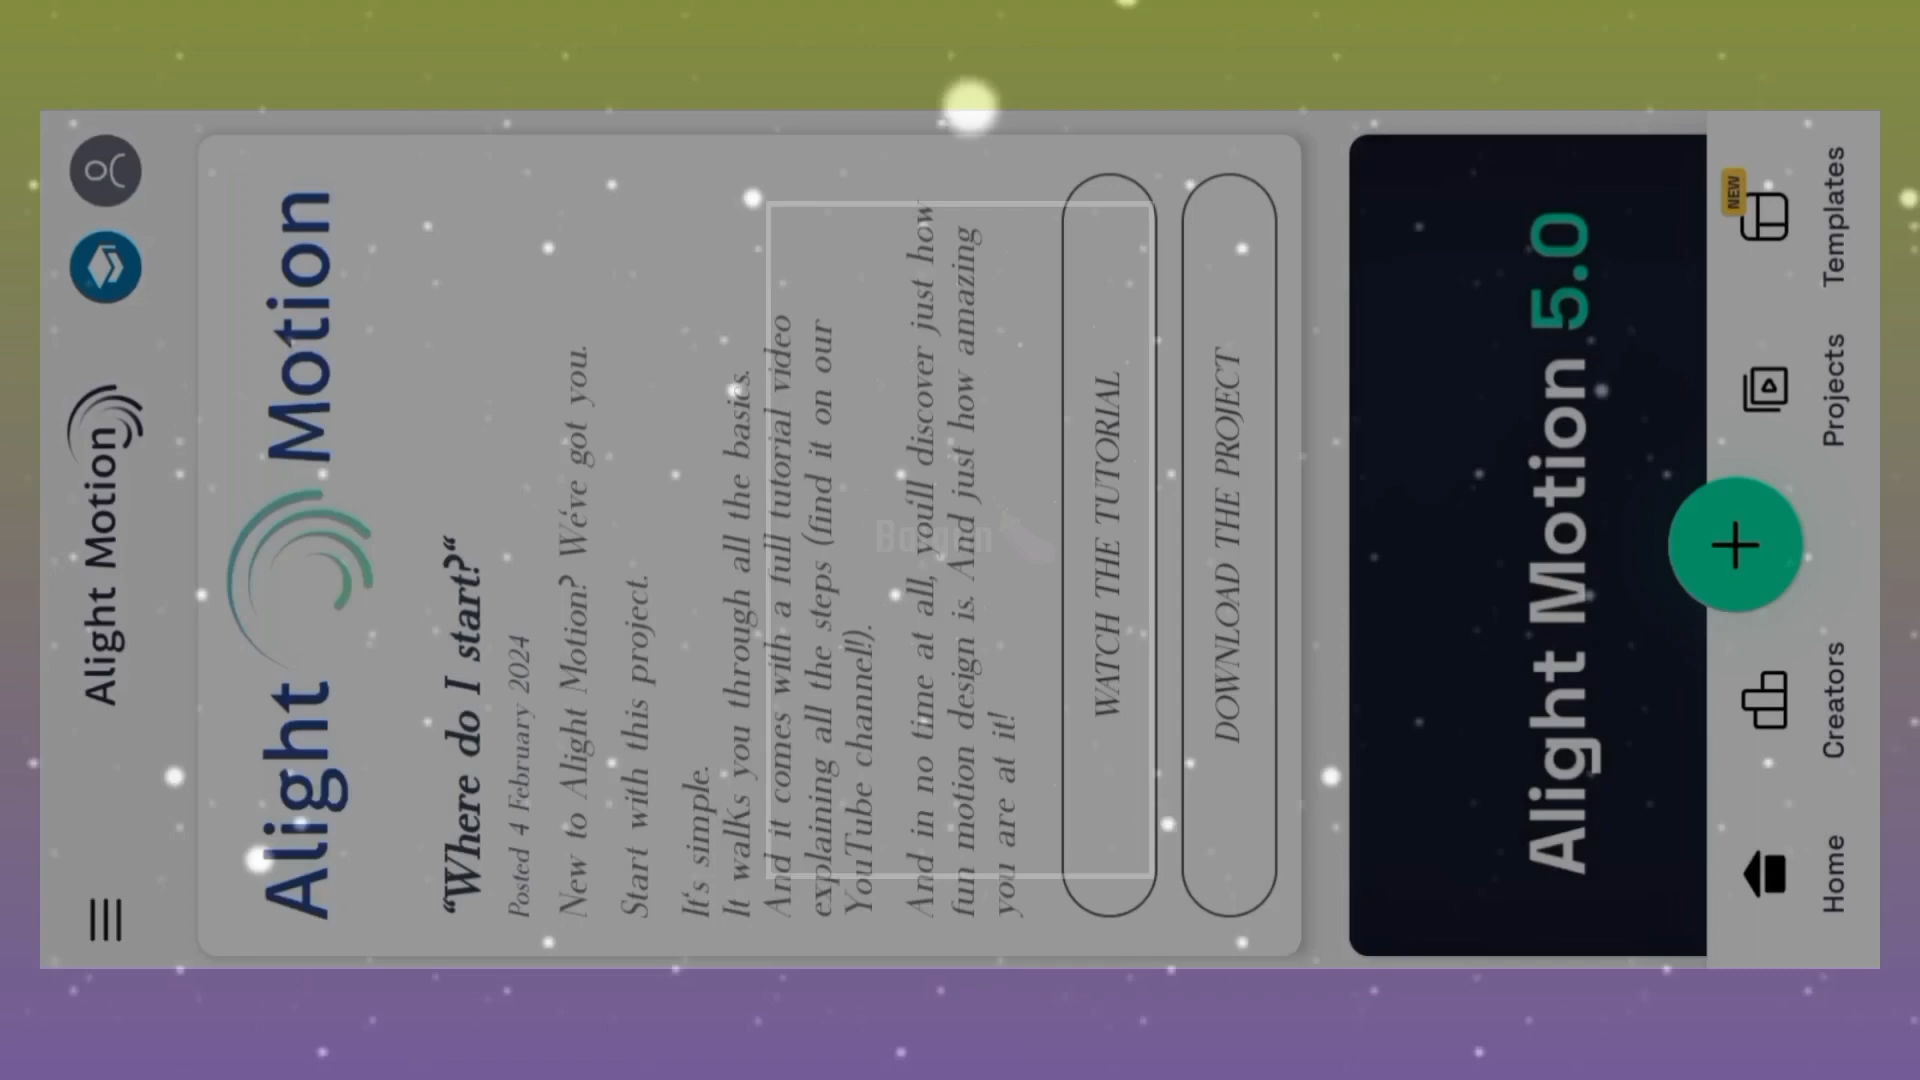 Alight Motion
Alight Motion
“Where do I start?“
Posted 4 February 2024
New to Alight Motion? We‘ve got you.
Start with this project.
It‘s simple.
It walks you through all the basics.
And it comes with a full tutorial video
explaining all the steps (find it on our
YouTube channel!).
And in no time at all, you‘ll discover just how
fun motion design is. And just how amazing
you are at it!
WATCH THE TUTORIAL
DOWNLOAD THE PROJECT
Alight Motion 5.0
Home
Creators
Projects
NEW
Templates